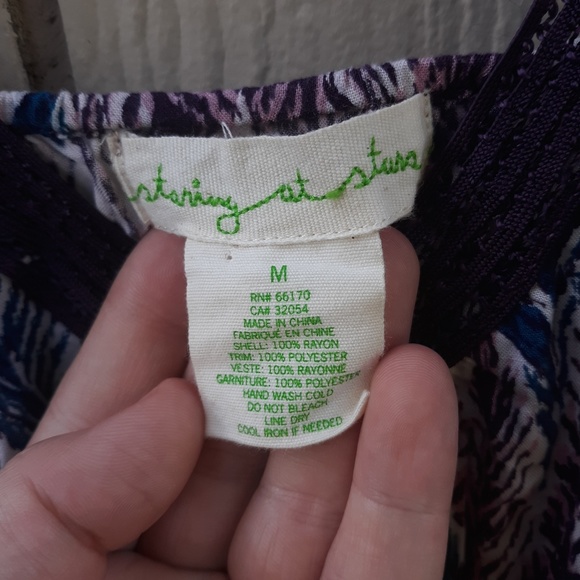 staring at stars
M
RN# 66170
CA# 32054
MADE IN CHINA
FABRIQUÉ EN CHINE
SHELL: 100% RAYON
TRIM: 100% POLYESTER
VESTE: 100% RAYONNE
GARNITURE: 100% POLYESTER
HAND WASH COLD
DO NOT BLEACH
LINE DRY
COOL IRON IF NEEDED